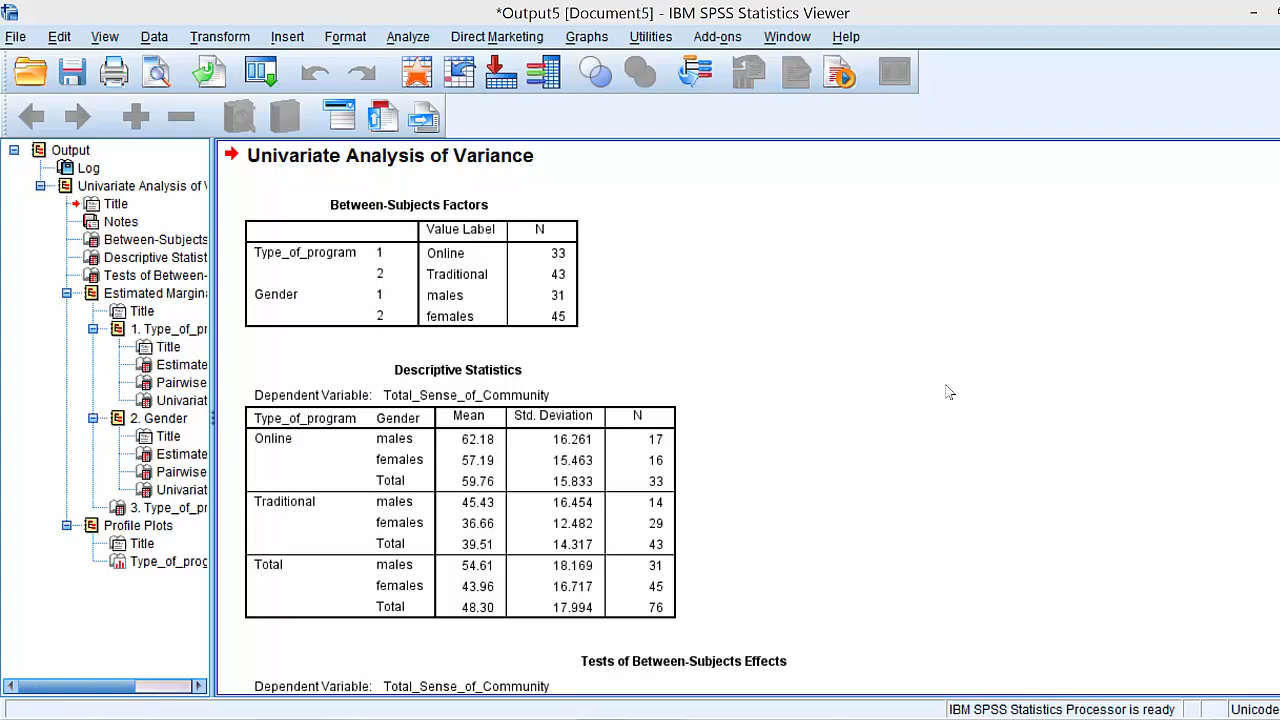 *Output5 [Document5] - IBM SPSS Statistics Viewer
File Edit View Data Transform Insert Format Analyze Direct Marketing Graphs Utilities Add-ons Window Help
Output
Log
Univariate Analysis of V
Title
Notes
Between-Subjects
Descriptive Statist
Tests of Between-
Estimated Margin
Title
1. Type_of_pr
Title
Estimate
Pairwise
Univariat
2. Gender
Title
Estimate
Pairwise
Univariat
3. Type_of_pr
Profile Plots
Title
Type_of_prog
Univariate Analysis of Variance
Between-Subjects Factors
Value Label N
Type_of_program 1 Online 33
2 Traditional 43
Gender 1 males 31
2 females 45
Descriptive Statistics
Dependent Variable: Total_Sense_of_Community
Type_of_program Gender Mean Std. Deviation N
Online males 62.18 16.261 17
females 57.19 15.463 16
Total 59.76 15.833 33
Traditional males 45.43 16.454 14
females 36.66 12.482 29
Total 39.51 14.317 43
Total males 54.61 18.169 31
females 43.96 16.717 45
Total 48.30 17.994 76
Tests of Between-Subjects Effects
Dependent Variable: Total_Sense_of_Community
IBM SPSS Statistics Processor is ready Unicode